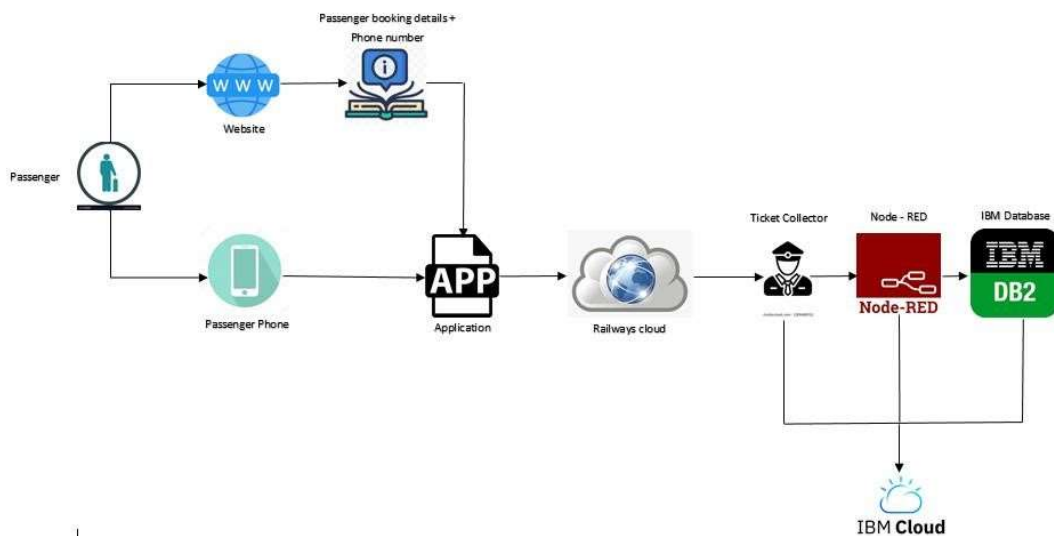 Passenger booking details +
Phone number
W W W
Website
Passenger
Passenger Phone
APP
Application
Railways cloud
Ticket Collector
Node - RED
Node-RED
IBM Database
IBM
DB2
IBM Cloud